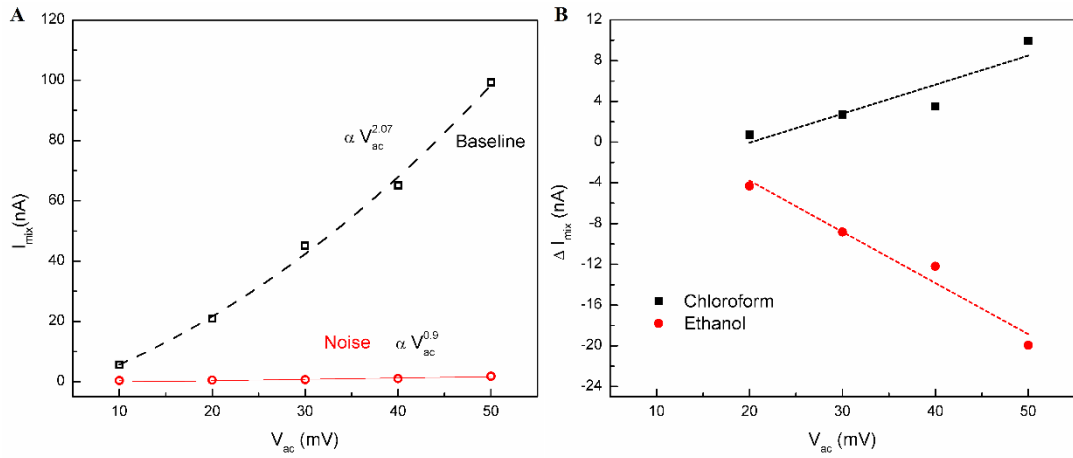 A
I_mix(nA)
120
100
80
60
40
20
0
α V_ac^2.07
Baseline
Noise α V_ac^0.9
10 20 30 40 50
V_ac (mV)
B
Δ I_mix(nA)
12
8
4
0
-4
-8
-12
-16
-20
-24
Chloroform
Ethanol
10 20 30 40 50
V_ac (mV)